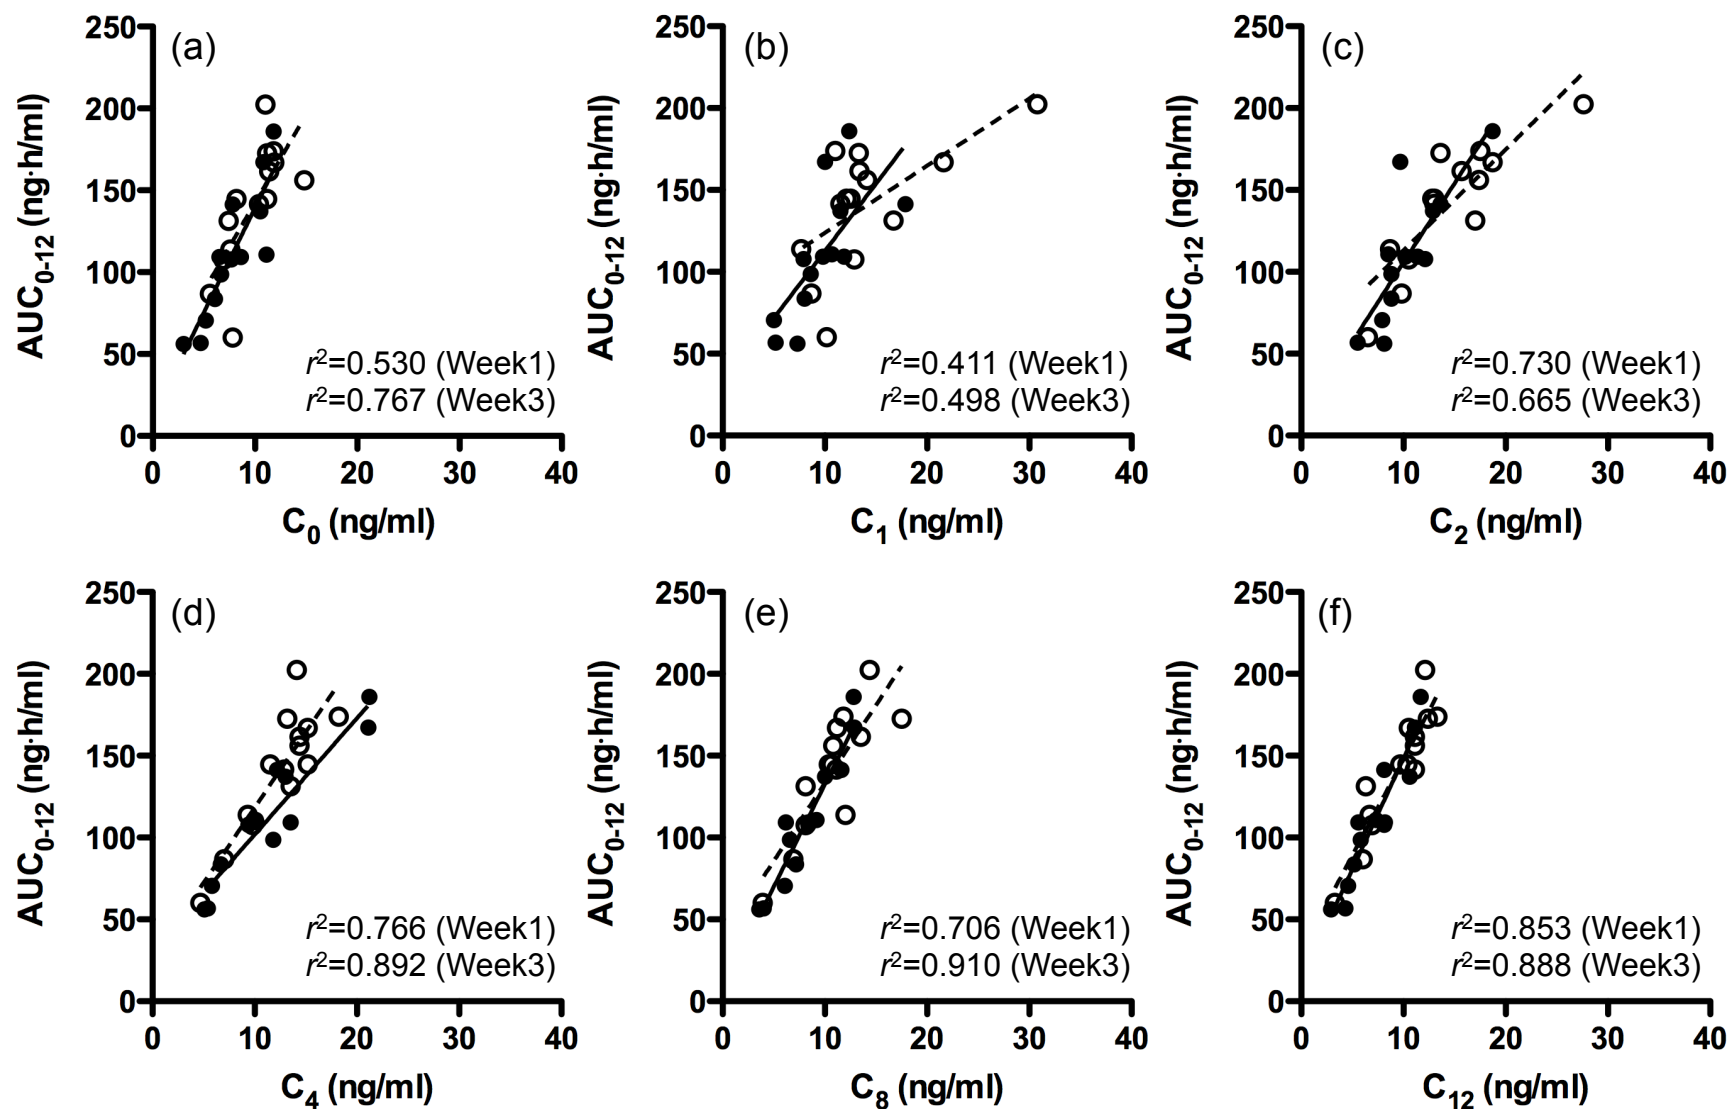 (a)
250
200
150
100
50
0
AUC0-12 (ng·h/ml)
r²=0.530 (Week1)
r²=0.767 (Week3)
0 10 20 30 40
C0 (ng/ml)
(b)
250
200
150
100
50
0
AUC0-12 (ng·h/ml)
r²=0.411 (Week1)
r²=0.498 (Week3)
0 10 20 30 40
C1 (ng/ml)
(c)
250
200
150
100
50
0
AUC0-12 (ng·h/ml)
r²=0.730 (Week1)
r²=0.665 (Week3)
0 10 20 30 40
C2 (ng/ml)
(d)
250
200
150
100
50
0
AUC0-12 (ng·h/ml)
r²=0.766 (Week1)
r²=0.892 (Week3)
0 10 20 30 40
C4 (ng/ml)
(e)
250
200
150
100
50
0
AUC0-12 (ng·h/ml)
r²=0.706 (Week1)
r²=0.910 (Week3)
0 10 20 30 40
C8 (ng/ml)
(f)
250
200
150
100
50
0
AUC0-12 (ng·h/ml)
r²=0.853 (Week1)
r²=0.888 (Week3)
0 10 20 30 40
C12 (ng/ml)